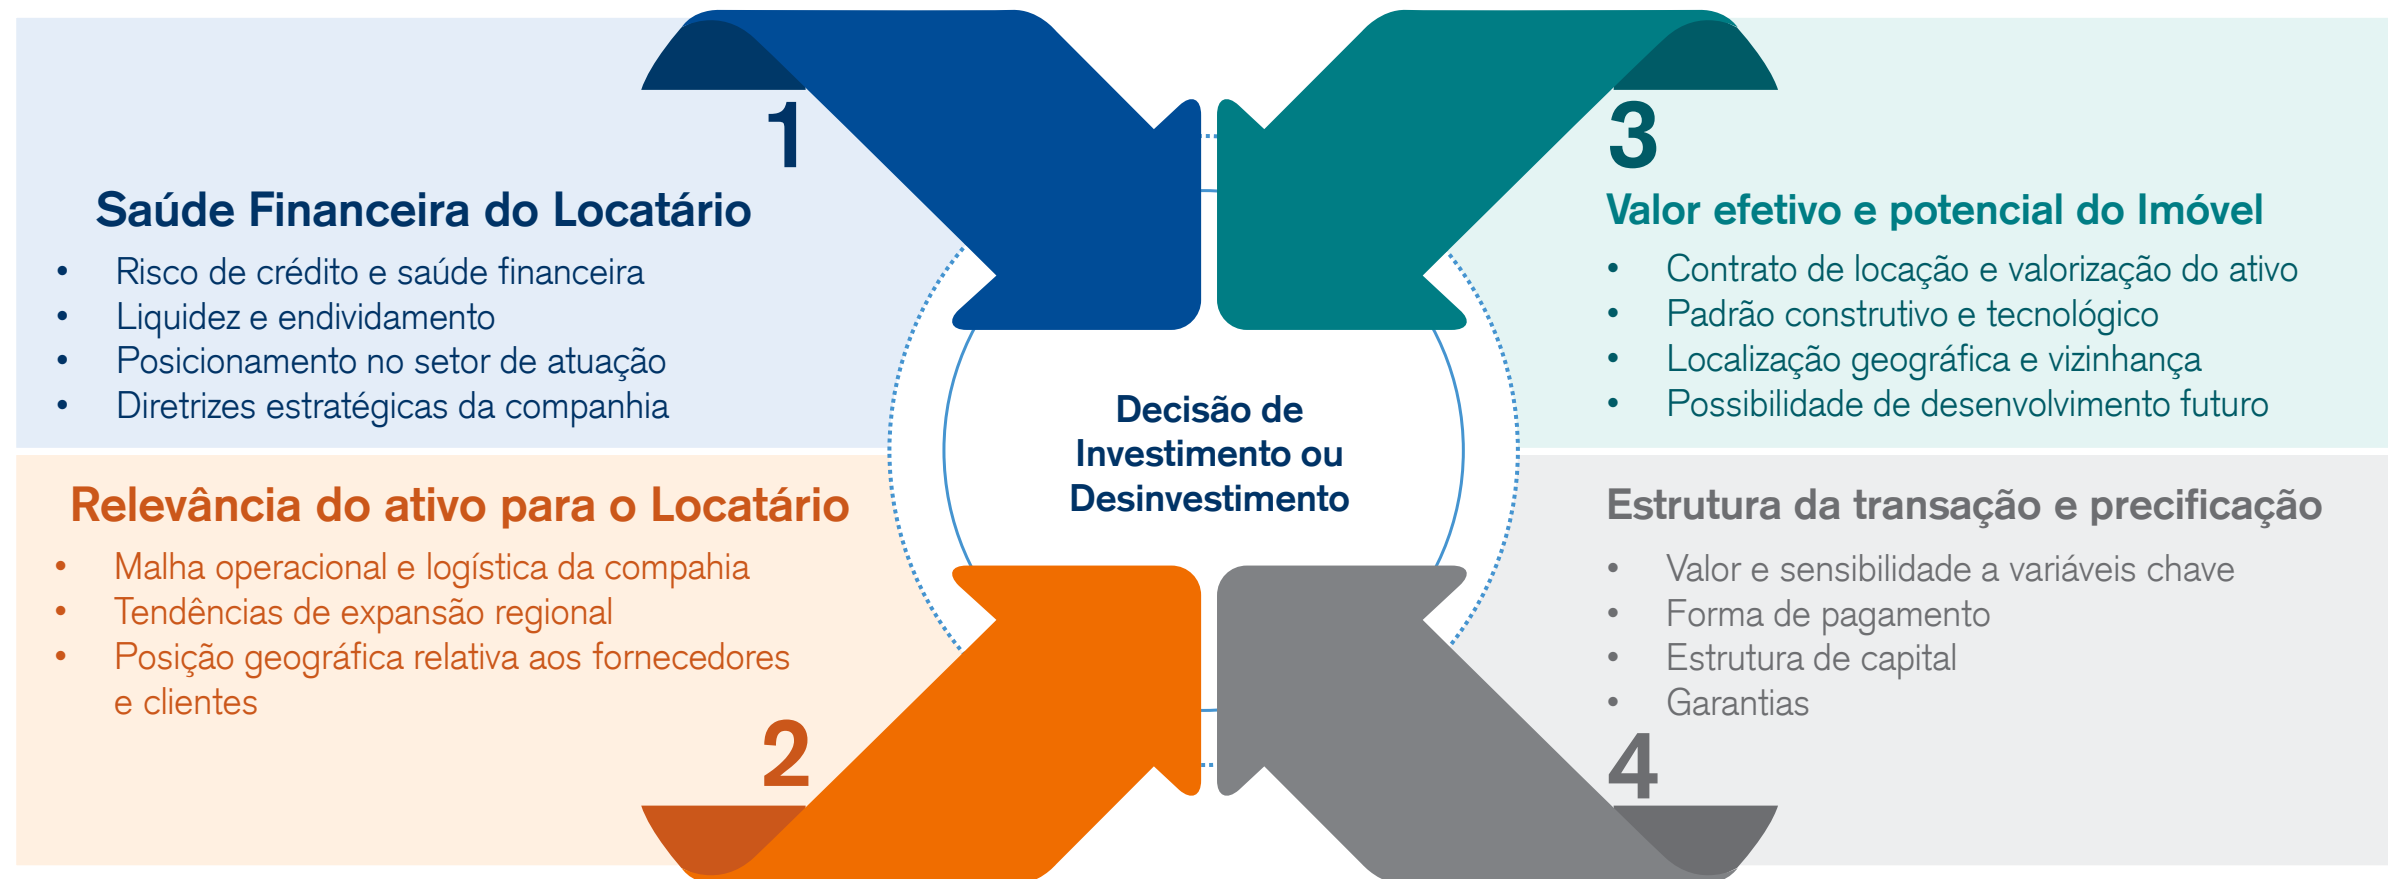 1
Saúde Financeira do Locatário
• Risco de crédito e saúde financeira
• Liquidez e endividamento
• Posicionamento no setor de atuação
• Diretrizes estratégicas da companhia
Relevância do ativo para o Locatário
• Malha operacional e logística da compahia
• Tendências de expansão regional
• Posição geográfica relativa aos fornecedores
e clientes
2
Decisão de
Investimento ou
Desinvestimento
3
Valor efetivo e potencial do Imóvel
• Contrato de locação e valorização do ativo
• Padrão construtivo e tecnológico
• Localização geográfica e vizinhança
• Possibilidade de desenvolvimento futuro
Estrutura da transação e precificação
• Valor e sensibilidade a variáveis chave
• Forma de pagamento
• Estrutura de capital
• Garantias
4